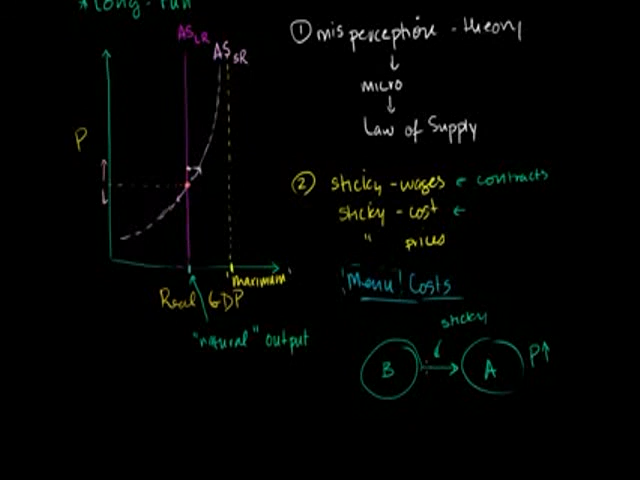 * long-run
AS LR
AS SR
P
Real GDP
"maximum"
"natural" output
① misperception - theory
micro
Law of Supply
② sticky - wages ← contracts
sticky - cost ←
" prices
'Menu' Costs
sticky
B
A
P↑